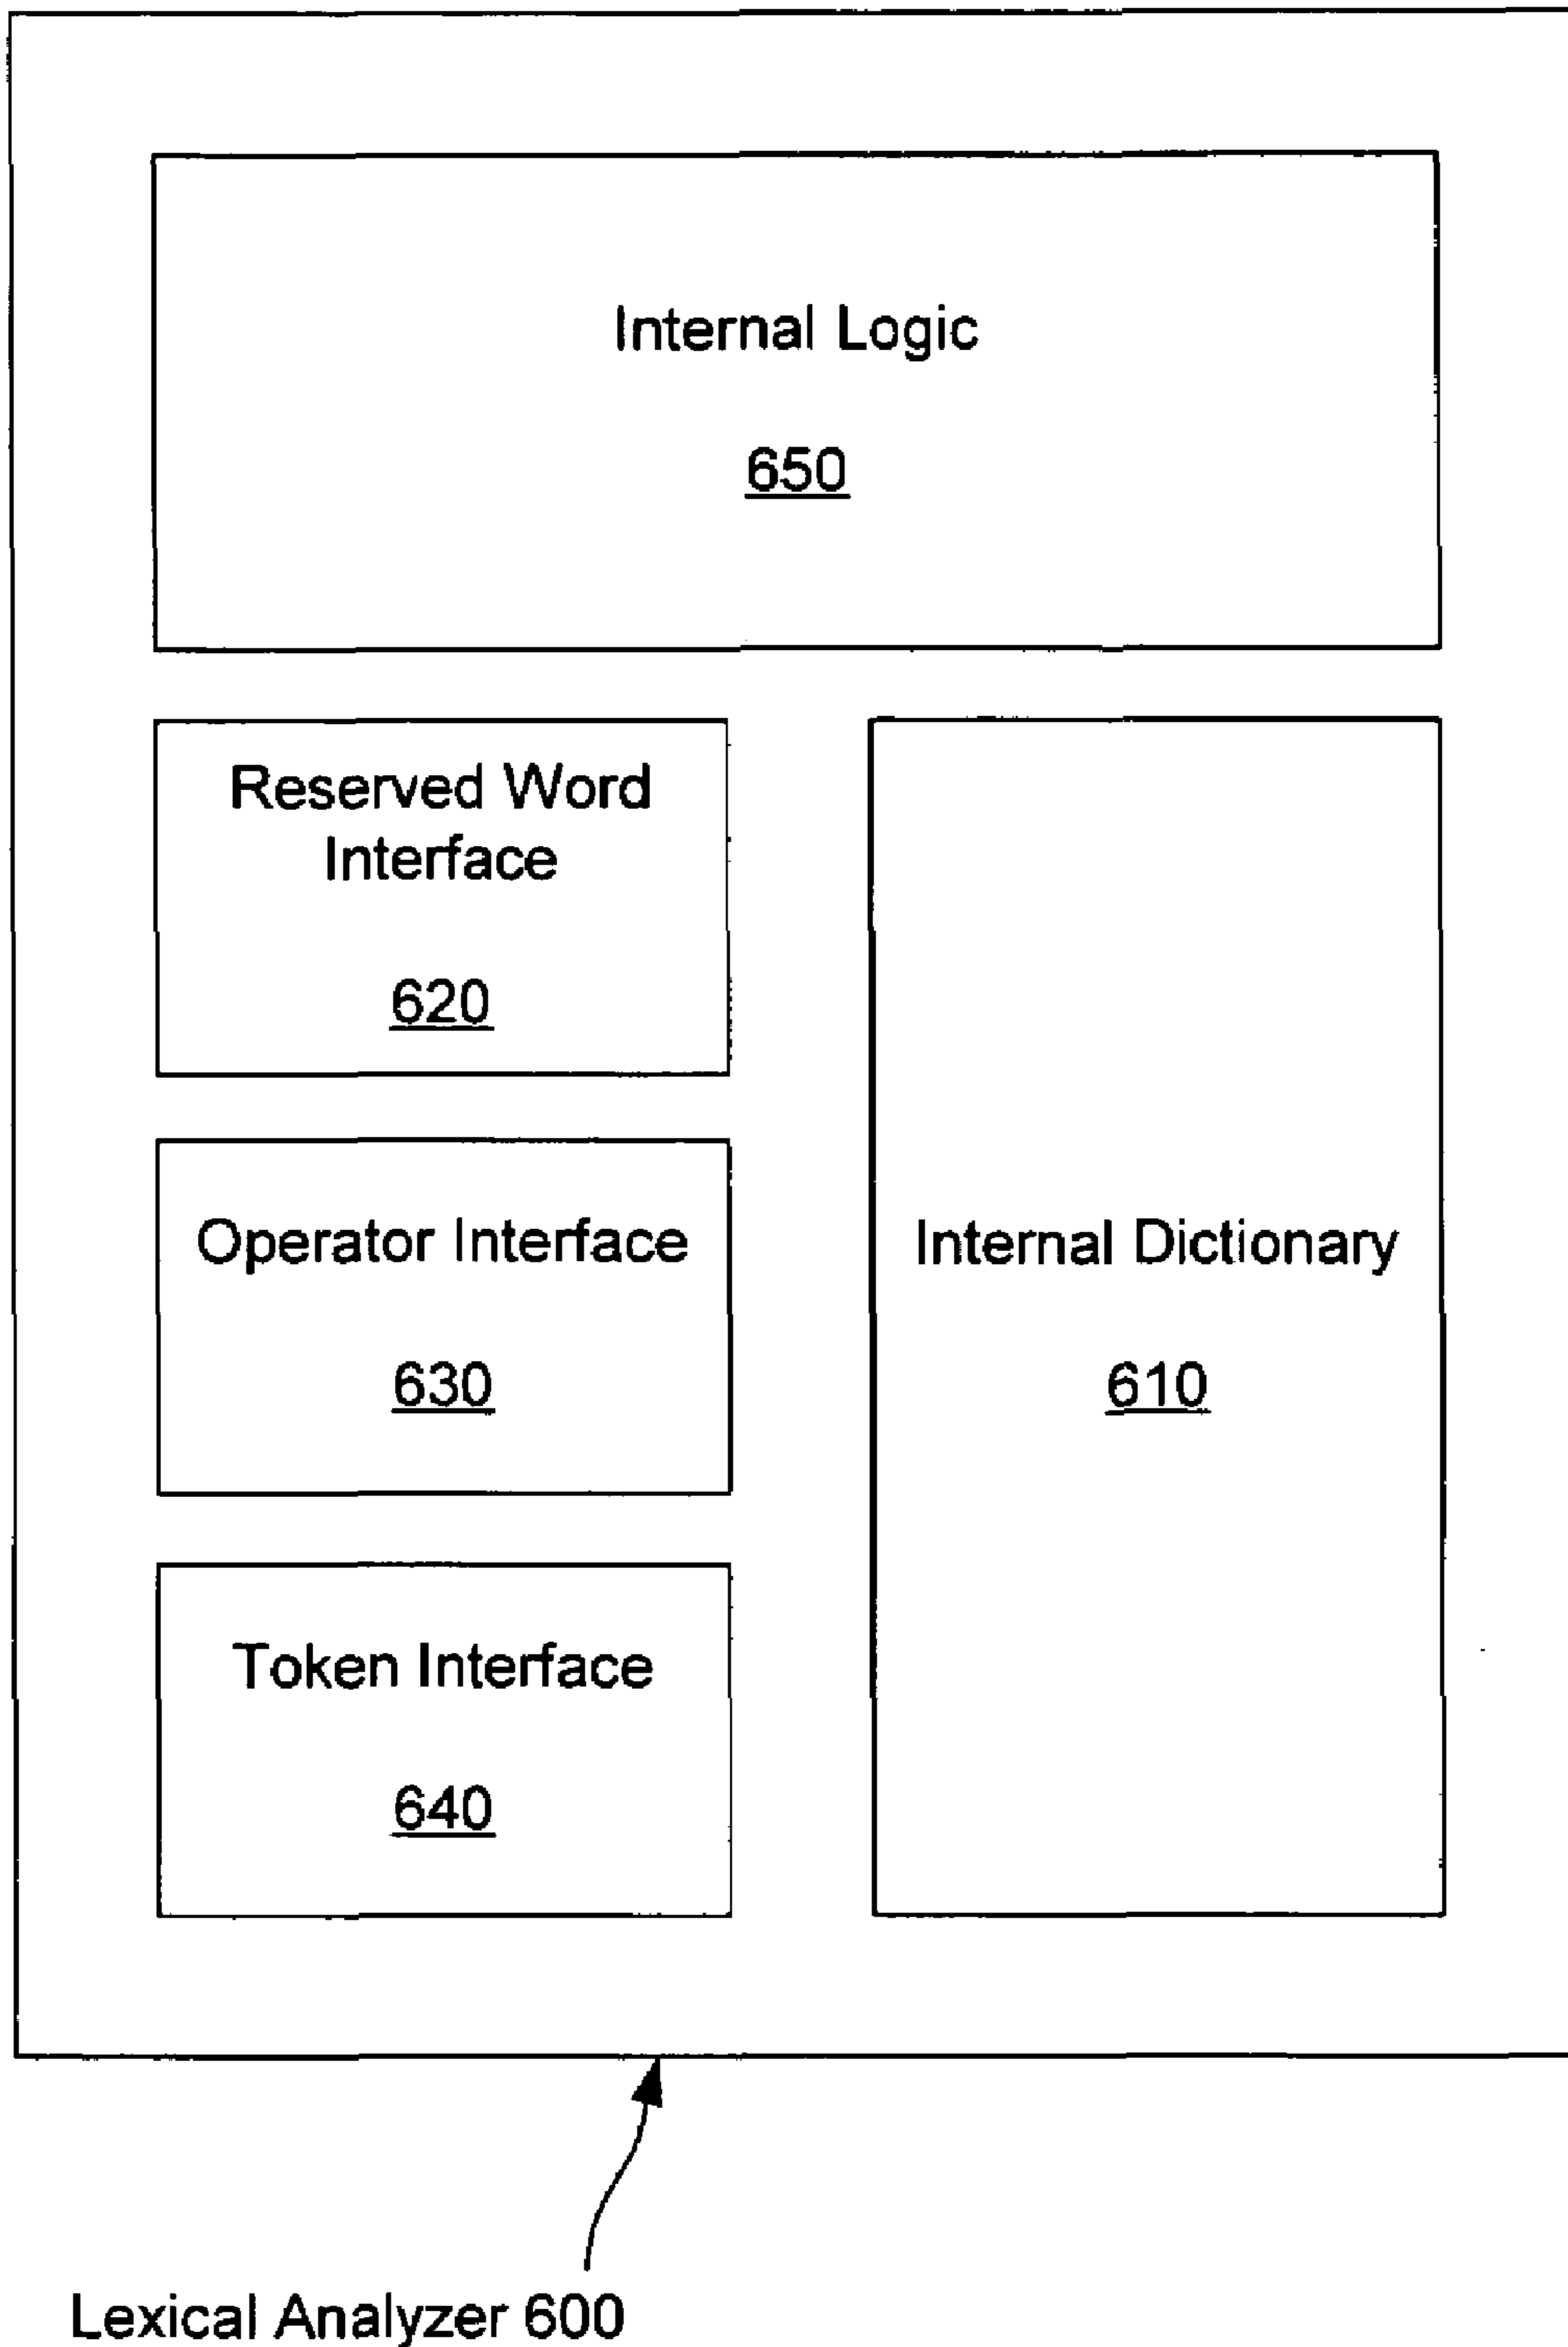 Internal Logic
650
Reserved Word
Interface
620
Operator Interface
630
Token Interface
640
Internal Dictionary
610
Lexical Analyzer 600